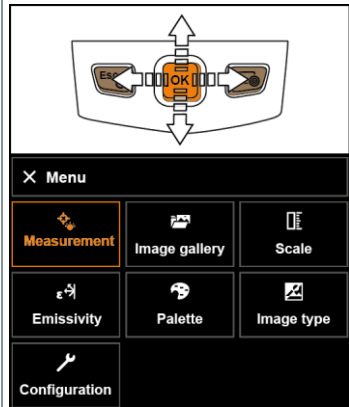 Esc
OK
× Menu
Measurement
Image gallery
Scale
ε
Emissivity
Palette
Image type
Configuration